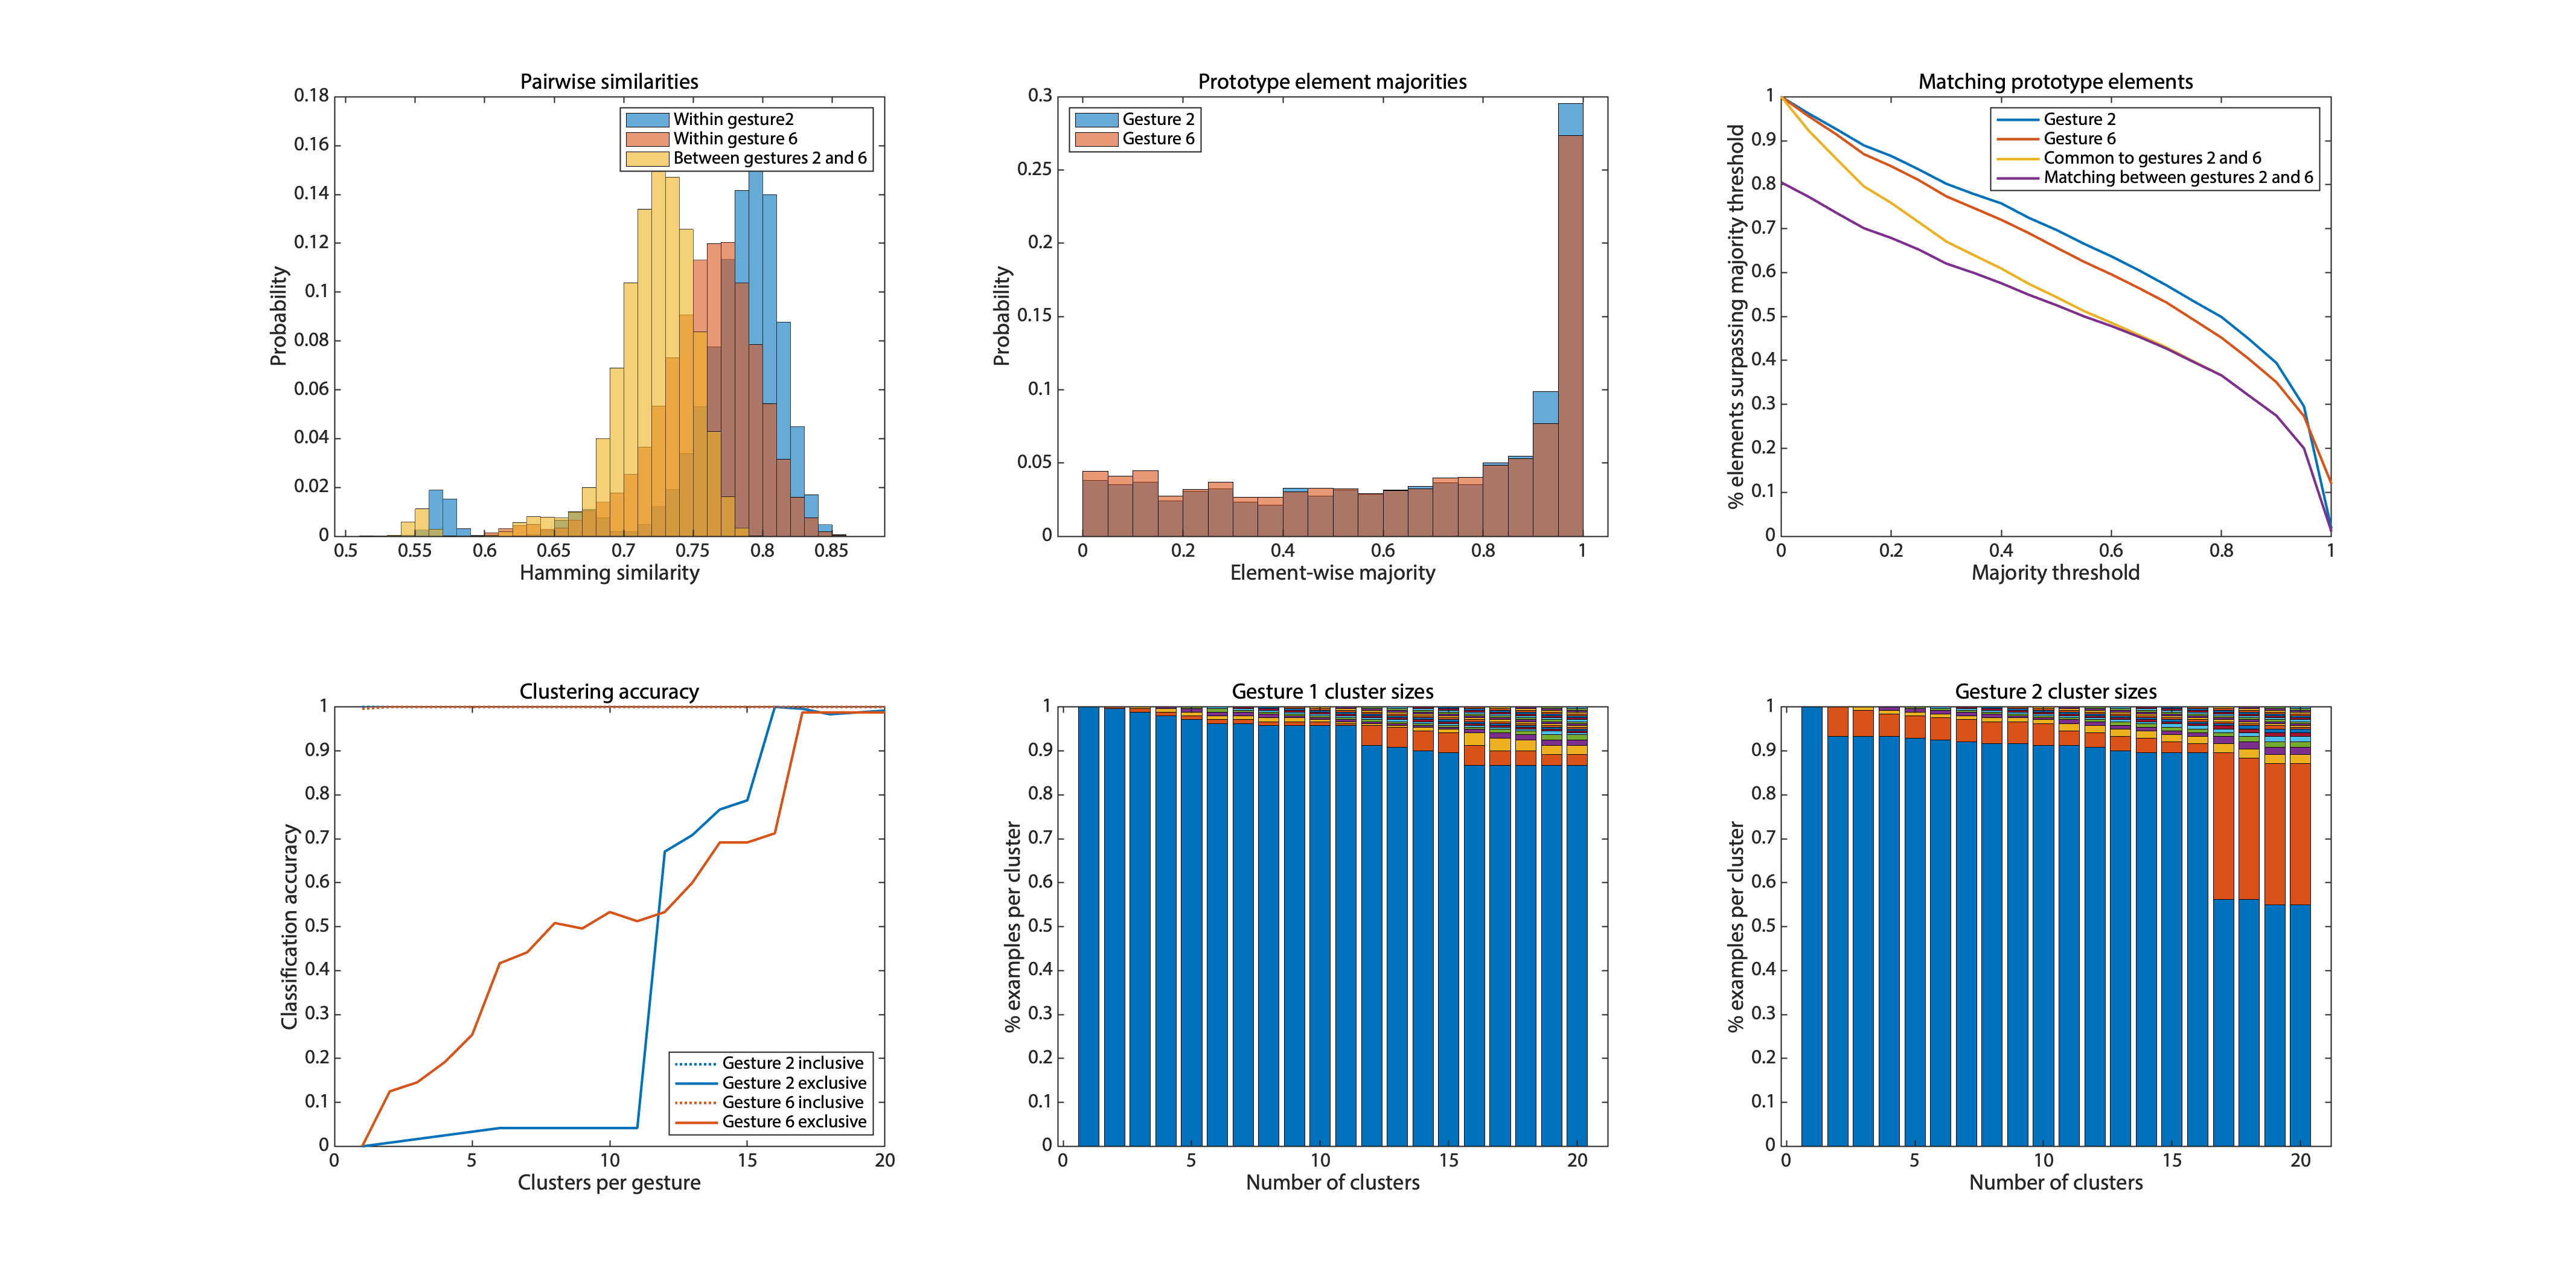 Pairwise similarities
0.18
0.16
0.14
0.12
0.1
0.08
0.06
0.04
0.02
0
Probability
Within gesture2
Within gesture 6
Between gestures 2 and 6
0.5 0.55 0.6 0.65 0.7 0.75 0.8 0.85
Hamming similarity
Prototype element majorities
0.3
0.25
0.2
0.15
0.1
0.05
0
Probability
Gesture 2
Gesture 6
0 0.2 0.4 0.6 0.8 1
Element-wise majority
Matching prototype elements
1
0.9
0.8
0.7
0.6
0.5
0.4
0.3
0.2
0.1
0
% elements surpassing majority threshold
Gesture 2
Gesture 6
Common to gestures 2 and 6
Matching between gestures 2 and 6
0 0.2 0.4 0.6 0.8 1
Majority threshold
Clustering accuracy
1
0.9
0.8
0.7
0.6
0.5
0.4
0.3
0.2
0.1
0
Classification accuracy
Gesture 2 inclusive
Gesture 2 exclusive
Gesture 6 inclusive
Gesture 6 exclusive
0 5 10 15 20
Clusters per gesture
Gesture 1 cluster sizes
1
0.9
0.8
0.7
0.6
0.5
0.4
0.3
0.2
0.1
0
% examples per cluster
0 5 10 15 20
Number of clusters
Gesture 2 cluster sizes
1
0.9
0.8
0.7
0.6
0.5
0.4
0.3
0.2
0.1
0
% examples per cluster
0 5 10 15 20
Number of clusters